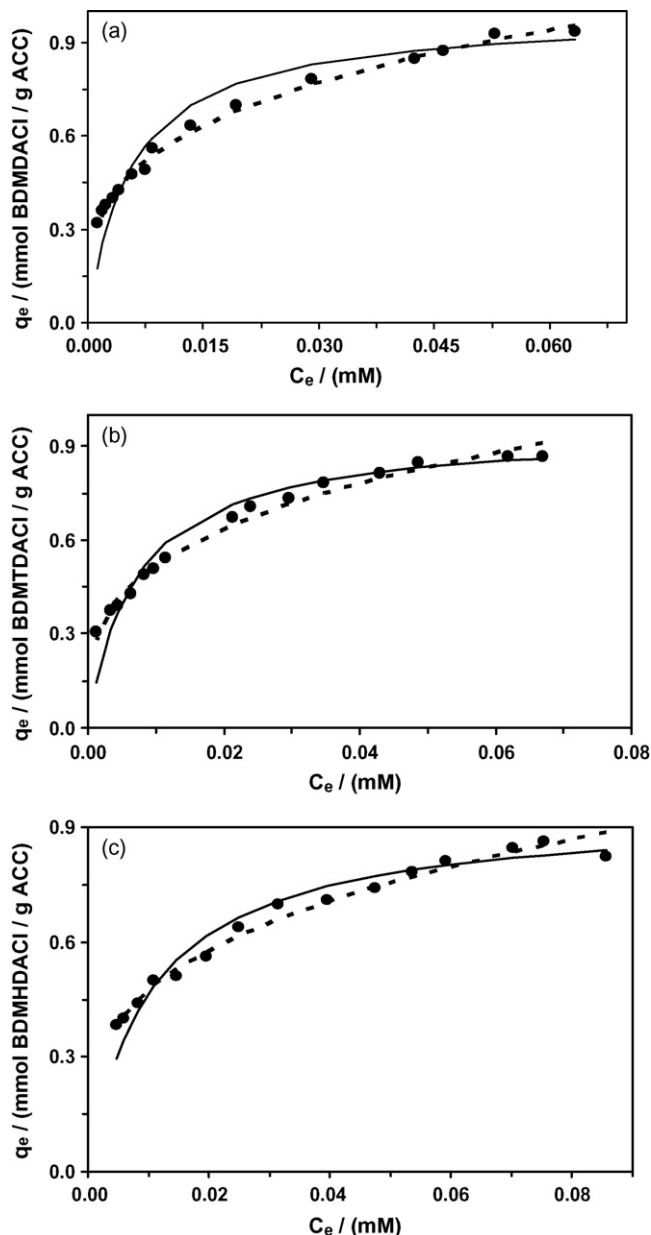 (a)
0.9
0.6
0.3
0.0
qe / (mmol BDMDACI / g ACC)
0.000 0.015 0.030 0.045 0.060
Ce / (mM)
(b)
0.9
0.6
0.3
0.0
qe / (mmol BDMTDACI / g ACC)
0.00 0.02 0.04 0.06 0.08
Ce / (mM)
(c)
0.9
0.6
0.3
0.0
qe / (mmol BDMHDACI / g ACC)
0.00 0.02 0.04 0.06 0.08
Ce / (mM)